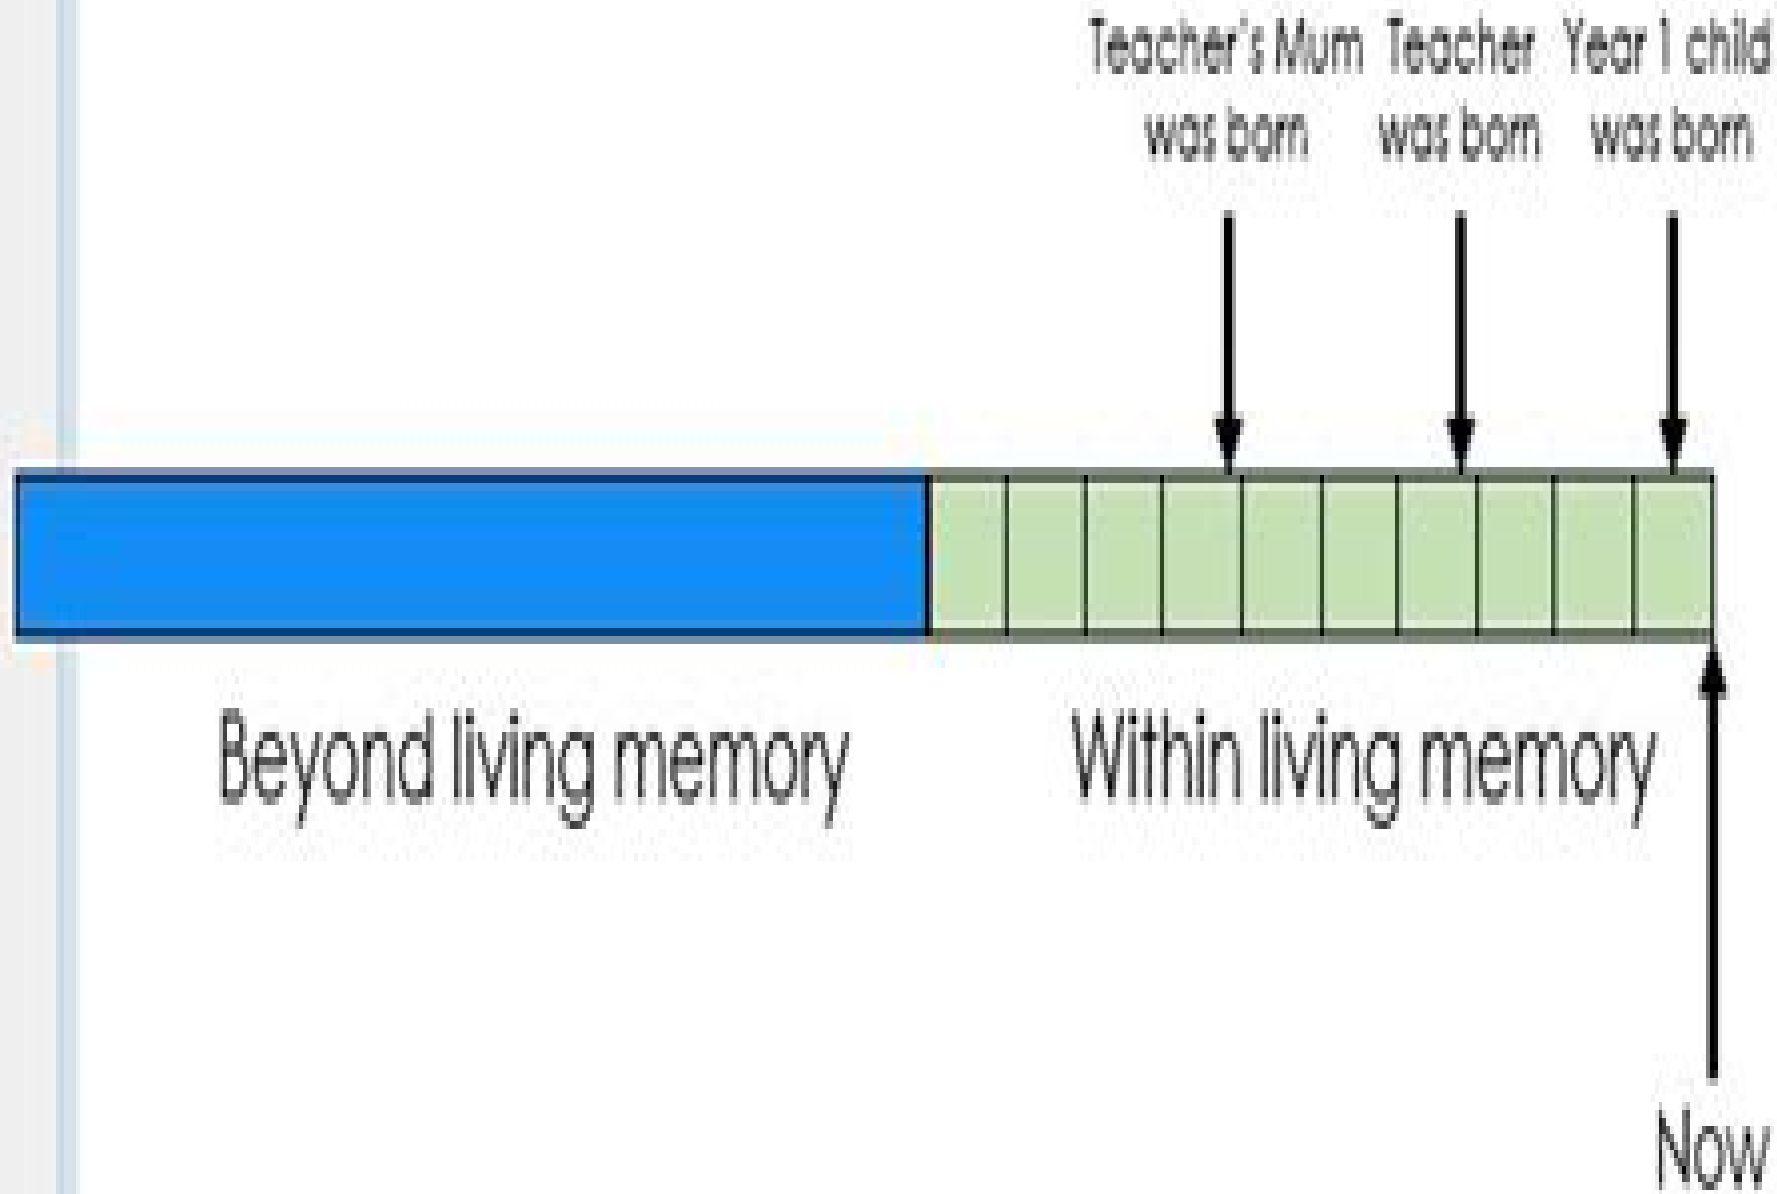 Teacher's Mum
was born
Teacher
was born
Year 1 child
was born
Beyond living memory
Within living memory
Now